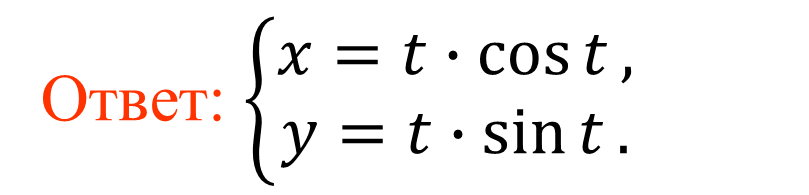 x = t · cos t ,
Ответ:
y = t · sin t .